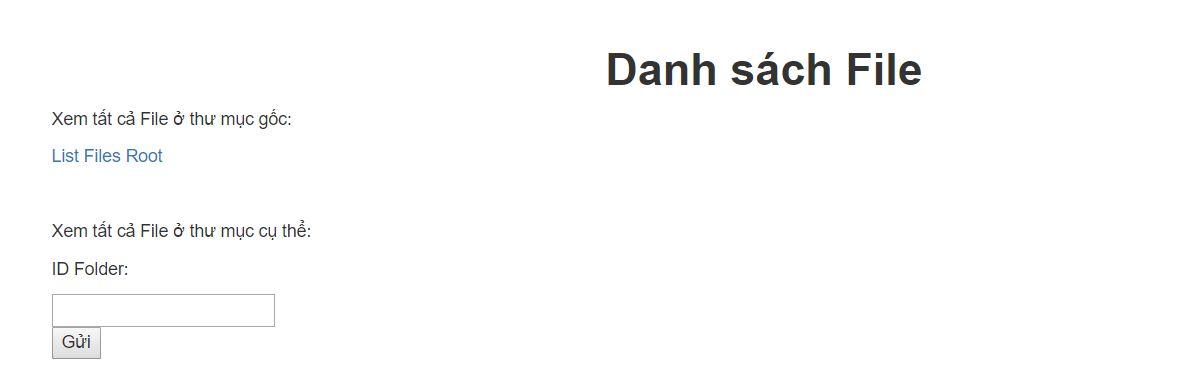 Danh sách File
Xem tất cả File ở thư mục gốc:
List Files Root
Xem tất cả File ở thư mục cụ thể:
ID Folder:
Gửi